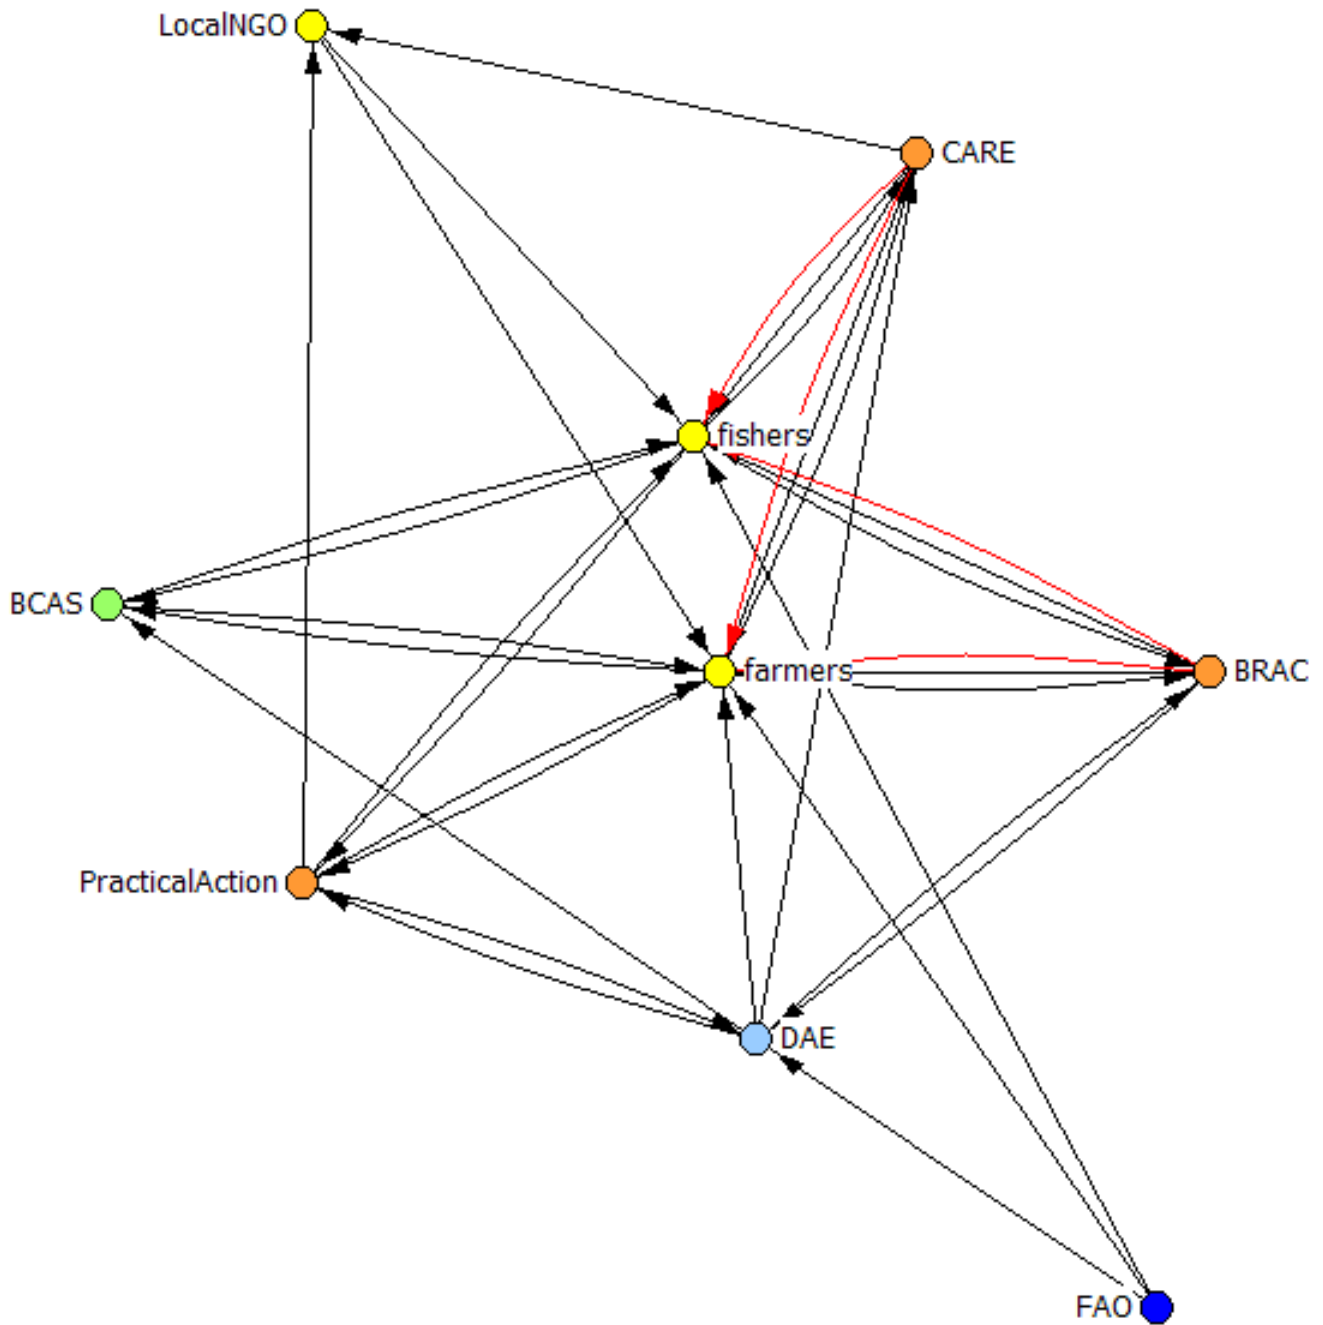 LocalNGO
CARE
fishers
BCAS
farmers
BRAC
PracticalAction
DAE
FAO